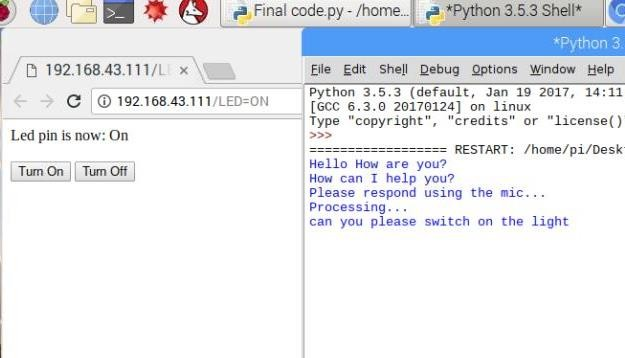 Final code.py - /home...
*Python 3.5.3 Shell*
192.168.43.111/L
192.168.43.111/LED=ON
Led pin is now: On
Turn On Turn Off
*Python 3.
File Edit Shell Debug Options Window Help
Python 3.5.3 (default, Jan 19 2017, 14:11
[GCC 6.3.0 20170124] on linux
Type "copyright", "credits" or "license()
>>>
================== RESTART: /home/pi/Desk
Hello How are you?
How can I help you?
Please respond using the mic...
Processing...
can you please switch on the light